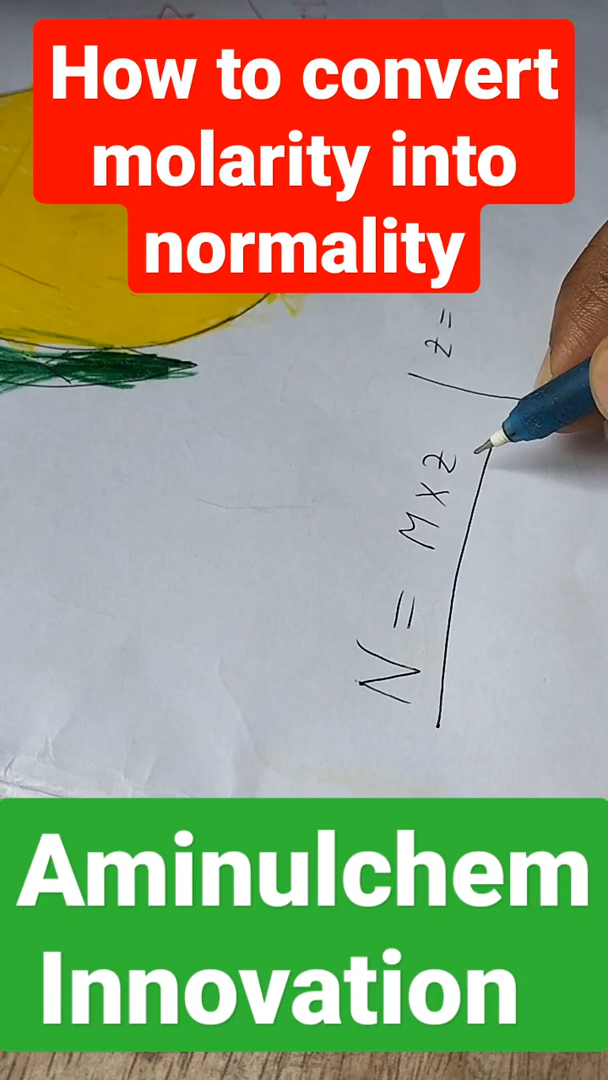 How to convert
molarity into
normality
N = M x z / z =
Aminulchem
Innovation